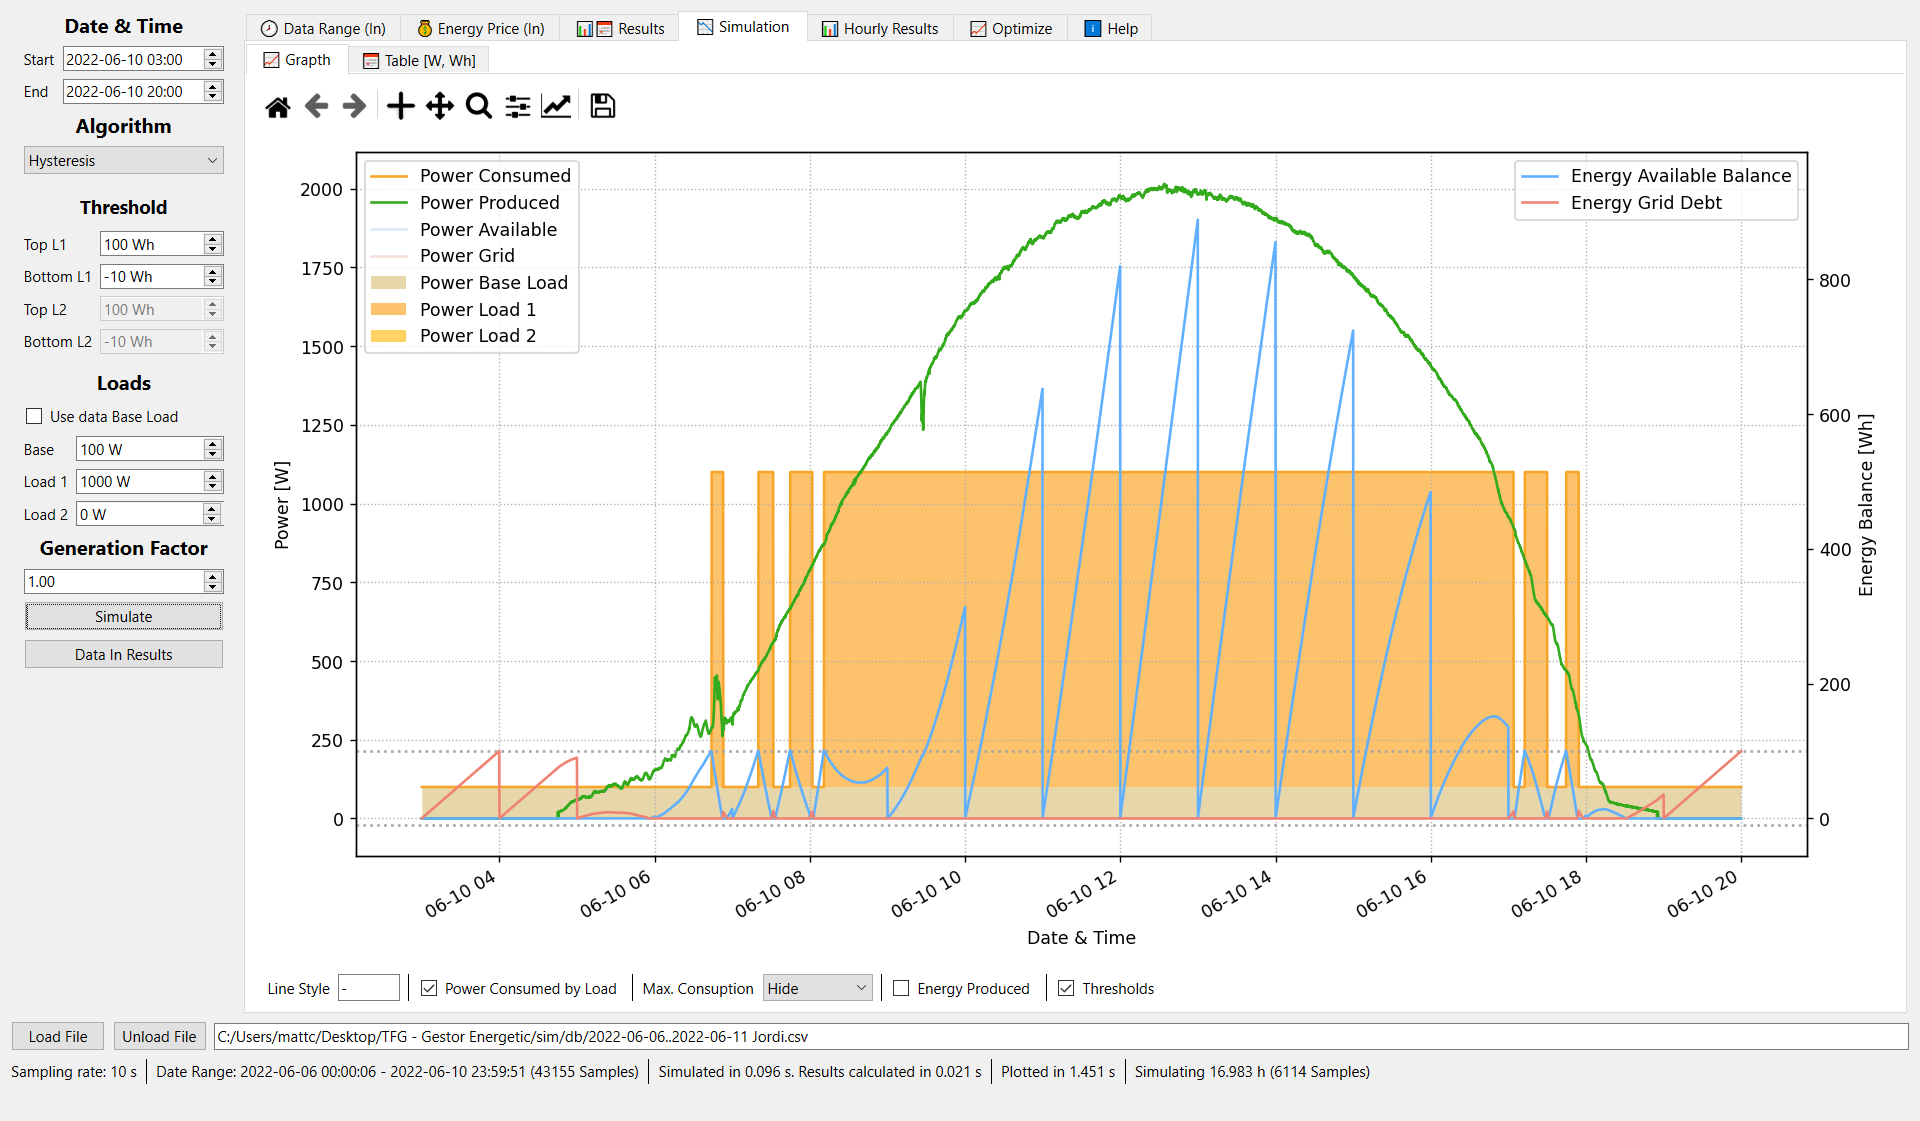 Date & Time
Start 2022-06-10 03:00
End 2022-06-10 20:00
Algorithm
Hysteresis
Threshold
Top L1 100 Wh
Bottom L1 -10 Wh
Top L2 100 Wh
Bottom L2 -10 Wh
Loads
Use data Base Load
Base 100 W
Load 1 1000 W
Load 2 0 W
Generation Factor
1.00
Simulate
Data In Results
Data Range (In) Energy Price (In) Results Simulation Hourly Results Optimize Help
Graph Table [W, Wh]
Power Consumed
Power Produced
Power Available
Power Grid
Power Base Load
Power Load 1
Power Load 2
Energy Available Balance
Energy Grid Debt
Power [W]
2000
1750
1500
1250
1000
750
500
250
0
800
600
400
200
0
Energy Balance [Wh]
06-10 04 06-10 06 06-10 08 06-10 10 06-10 12 06-10 14 06-10 16 06-10 18 06-10 20
Date & Time
Line Style - Power Consumed by Load Max. Consuption Hide Energy Produced Thresholds
Load File Unload File C:/Users/mattc/Desktop/TFG - Gestor Energetic/sim/db/2022-06-06..2022-06-11 Jordi.csv
Sampling rate: 10 s Date Range: 2022-06-06 00:00:06 - 2022-06-10 23:59:51 (43155 Samples) Simulated in 0.096 s. Results calculated in 0.021 s Plotted in 1.451 s Simulating 16.983 h (6114 Samples)